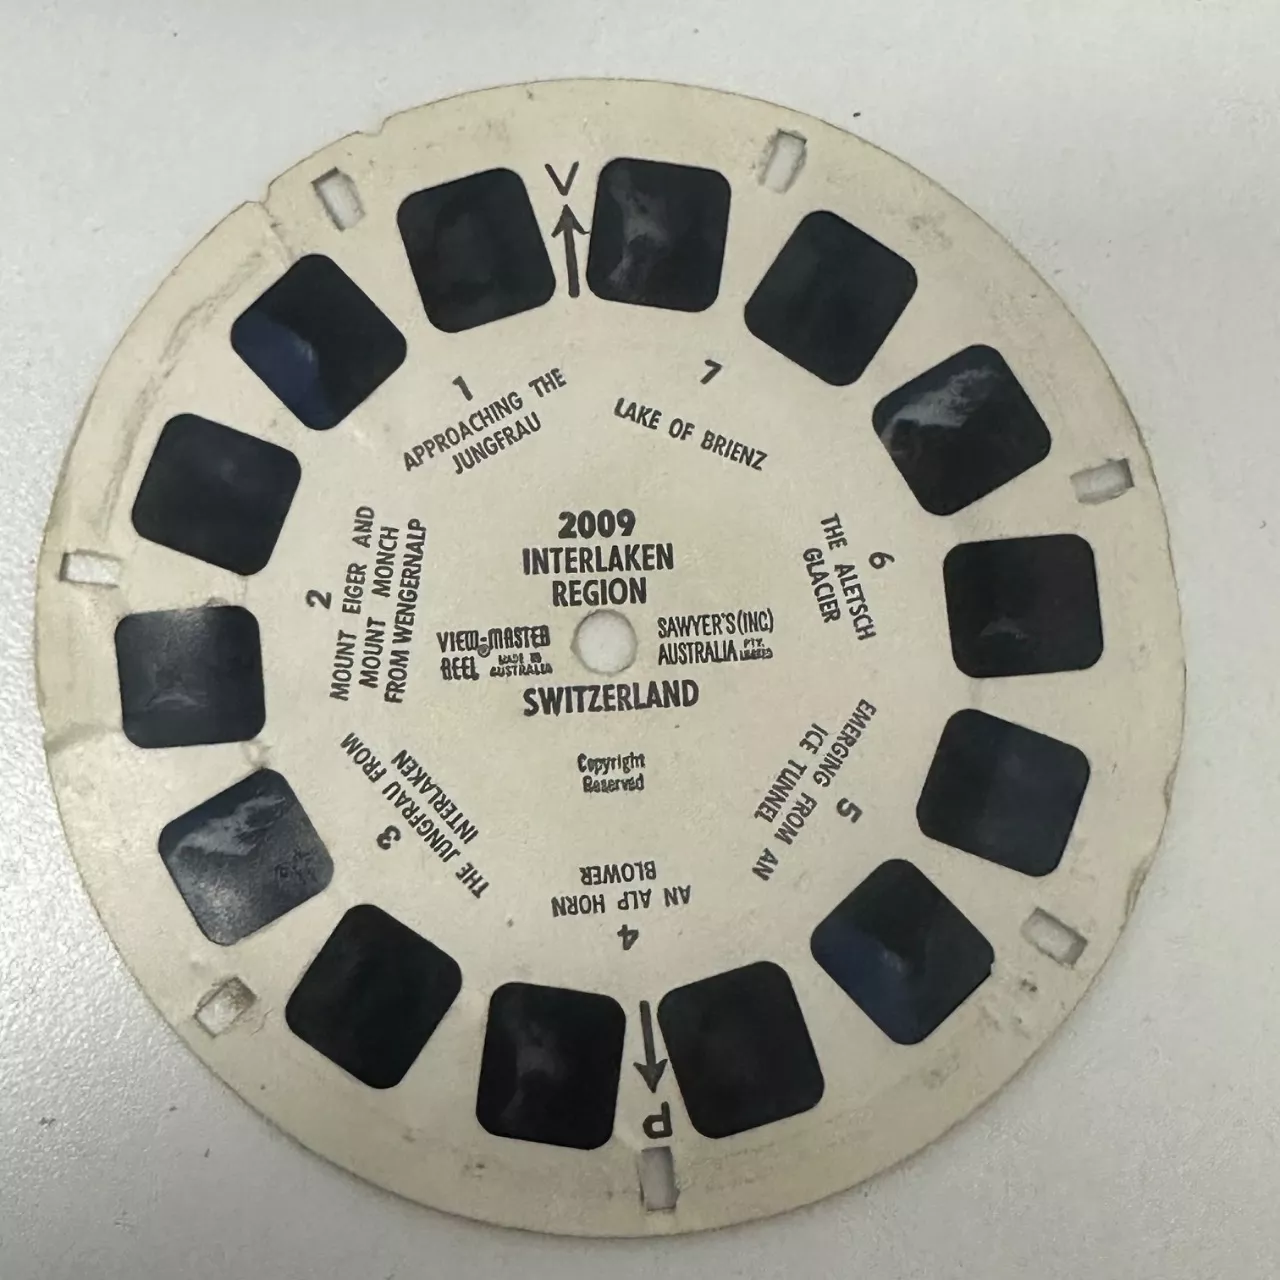 V
1
APPROACHING THE
JUNGFRAU
7
LAKE OF BRIENZ
2009
INTERLAKEN
REGION
VIEW-MASTER®
REEL MADE IN
AUSTRALIA
SAWYER'S (INC)
AUSTRALIA PTY.
LIMITED
SWITZERLAND
Copyright
Reserved
2
MOUNT EIGER AND
MOUNT MONCH
FROM WENGERNALP
3
THE JUNGFRAU FROM
INTERLAKEN
4
AN ALP HORN
BLOWER
5
EMERGING FROM AN
ICE TUNNEL
6
THE ALETSCH
GLACIER
P